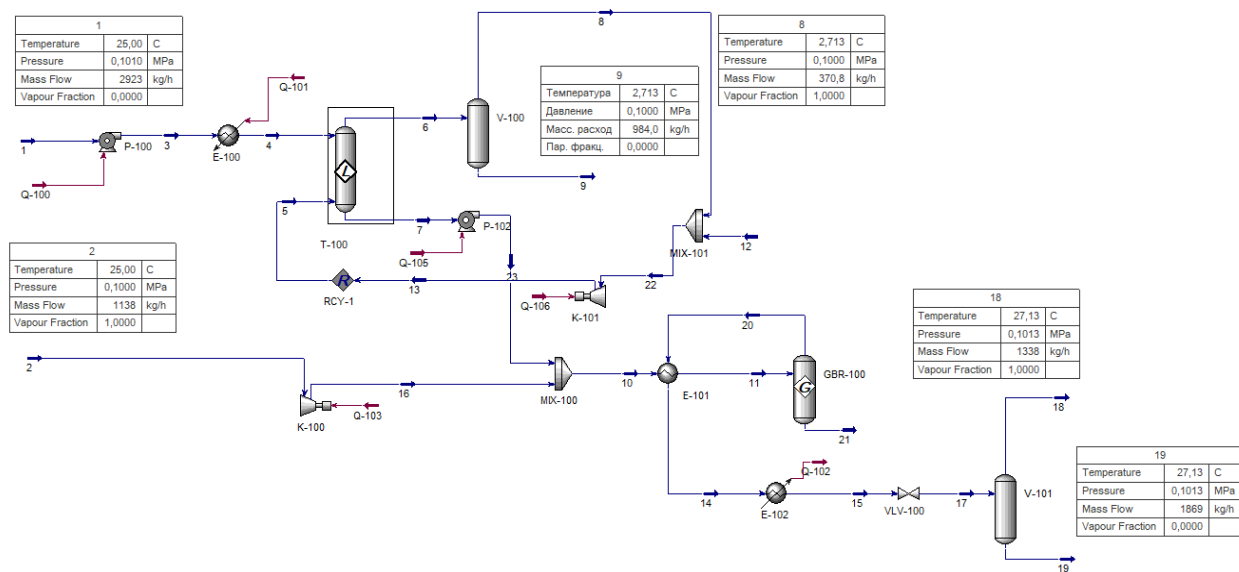 1
Temperature 25,00 C
Pressure 0,1010 MPa
Mass Flow 2923 kg/h
Vapour Fraction 0,0000
8
8
Temperature 2,713 C
Pressure 0,1000 MPa
Mass Flow 370,8 kg/h
Vapour Fraction 1,0000
9
Температура 2,713 C
Давление 0,1000 MPa
Масс. расход 984,0 kg/h
Пар. фракц. 0,0000
Q-101
6
V-100
1
P-100
3
E-100
4
L
9
Q-100
5
T-100
7
P-102
Q-105
MIX-101
12
2
Temperature 25,00 C
Pressure 0,1000 MPa
Mass Flow 1138 kg/h
Vapour Fraction 1,0000
R
RCY-1
13
23
22
Q-106
K-101
18
Temperature 27,13 C
Pressure 0,1013 MPa
Mass Flow 1338 kg/h
Vapour Fraction 1,0000
2
20
GBR-100
G
K-100
16
Q-103
MIX-100
10
E-101
11
21
18
Q-102
14
E-102
15
VLV-100
17
V-101
19
19
Temperature 27,13 C
Pressure 0,1013 MPa
Mass Flow 1869 kg/h
Vapour Fraction 0,0000